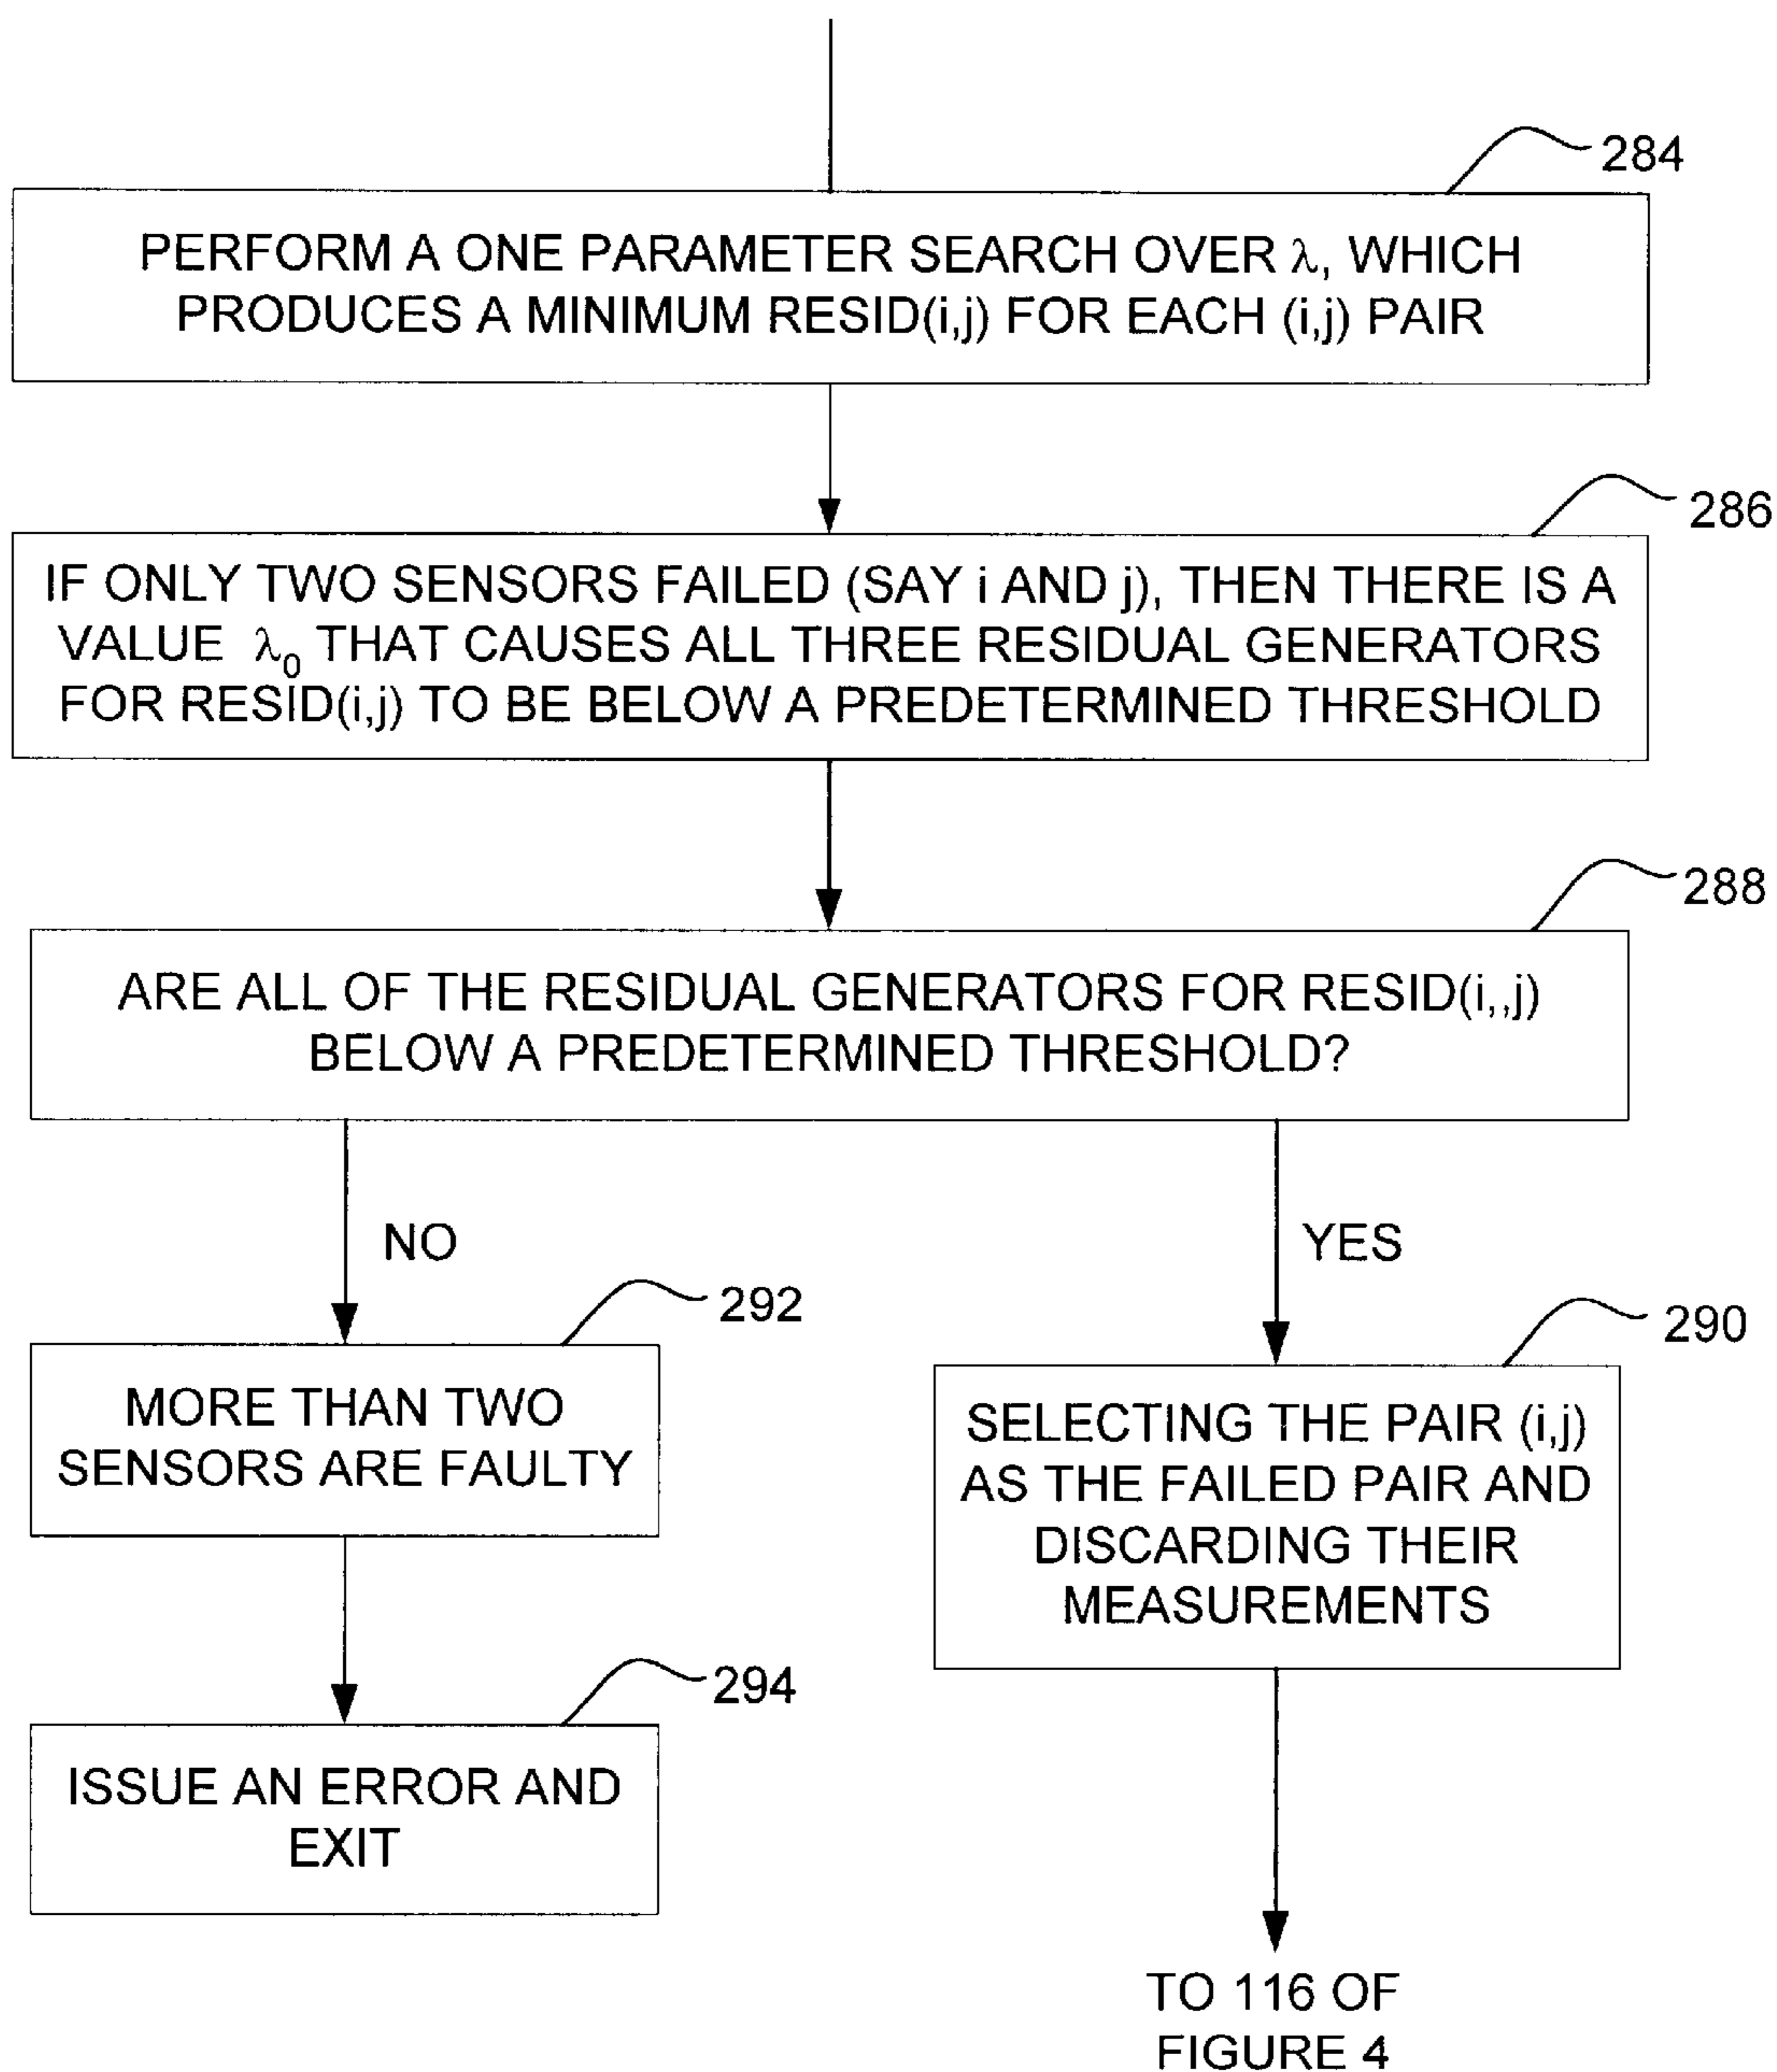 284
PERFORM A ONE PARAMETER SEARCH OVER λ, WHICH
PRODUCES A MINIMUM RESID(i,j) FOR EACH (i,j) PAIR
286
IF ONLY TWO SENSORS FAILED (SAY i AND j), THEN THERE IS A
VALUE λ₀ THAT CAUSES ALL THREE RESIDUAL GENERATORS
FOR RESID(i,j) TO BE BELOW A PREDETERMINED THRESHOLD
288
ARE ALL OF THE RESIDUAL GENERATORS FOR RESID(i,,j)
BELOW A PREDETERMINED THRESHOLD?
NO
YES
292
MORE THAN TWO
SENSORS ARE FAULTY
290
SELECTING THE PAIR (i,j)
AS THE FAILED PAIR AND
DISCARDING THEIR
MEASUREMENTS
294
ISSUE AN ERROR AND
EXIT
TO 116 OF
FIGURE 4